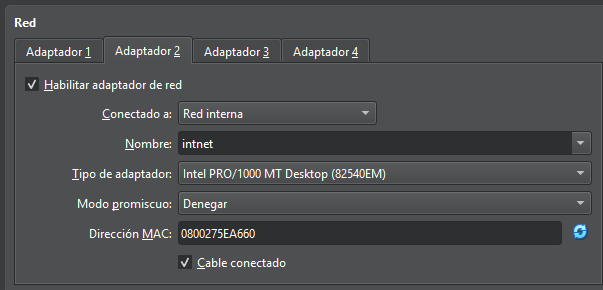 Red
Adaptador 1 Adaptador 2 Adaptador 3 Adaptador 4
Habilitar adaptador de red
Conectado a: Red interna
Nombre: intnet
Tipo de adaptador: Intel PRO/1000 MT Desktop (82540EM)
Modo promiscuo: Denegar
Dirección MAC: 0800275EA660
Cable conectado